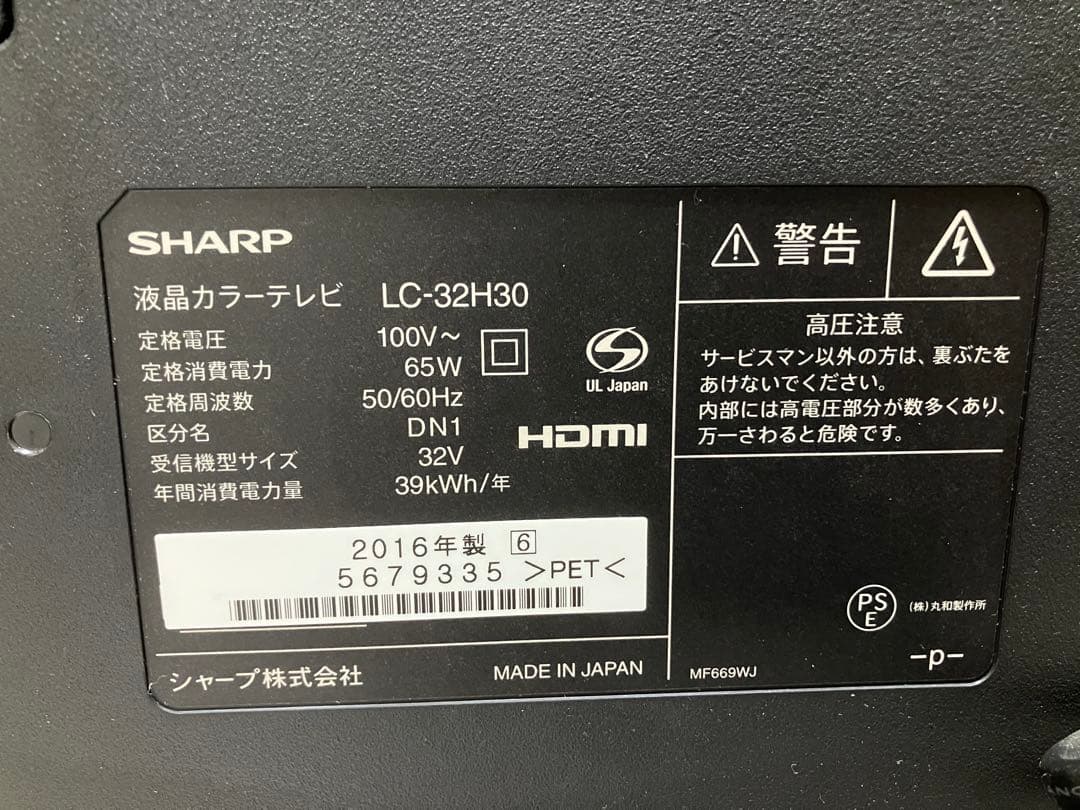 SHARP
液晶カラーテレビ LC-32H30
定格電圧 100V～
定格消費電力 65W
定格周波数 50/60Hz
区分名 DN1
受信機型サイズ 32V
年間消費電力量 39kWh/年
UL Japan
HDMI
2016年製 6
5679335 >PET<
シャープ株式会社 MADE IN JAPAN
警告
高圧注意
サービスマン以外の方は、裏ぶたを
あけないでください。
内部には高電圧部分が数多くあり、
万一さわると危険です。
PS
E
(株)丸和製作所
-p-
MF669WJ